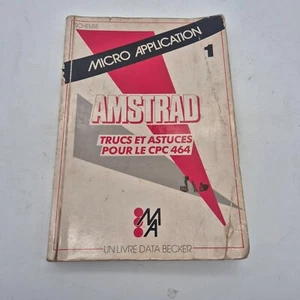 MICRO APPLICATION
1
AMSTRAD
TRUCS ET ASTUCES
POUR LE CPC 464
MA
UN LIVRE DATA BECKER